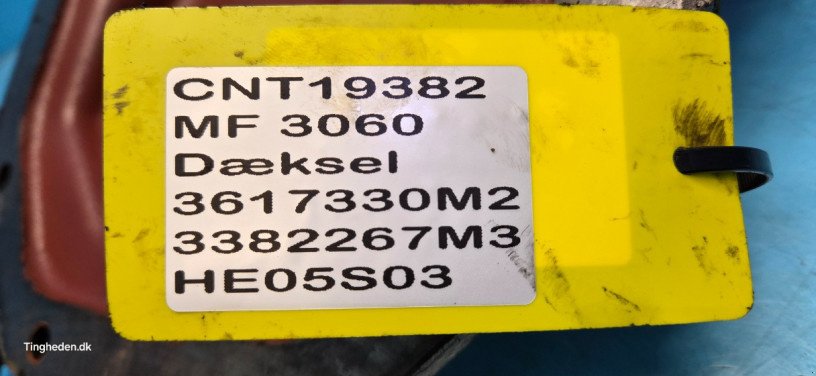 CNT19382
MF 3060
Dæksel
3617330M2
3382267M3
HE05S03
Tingheden.dk